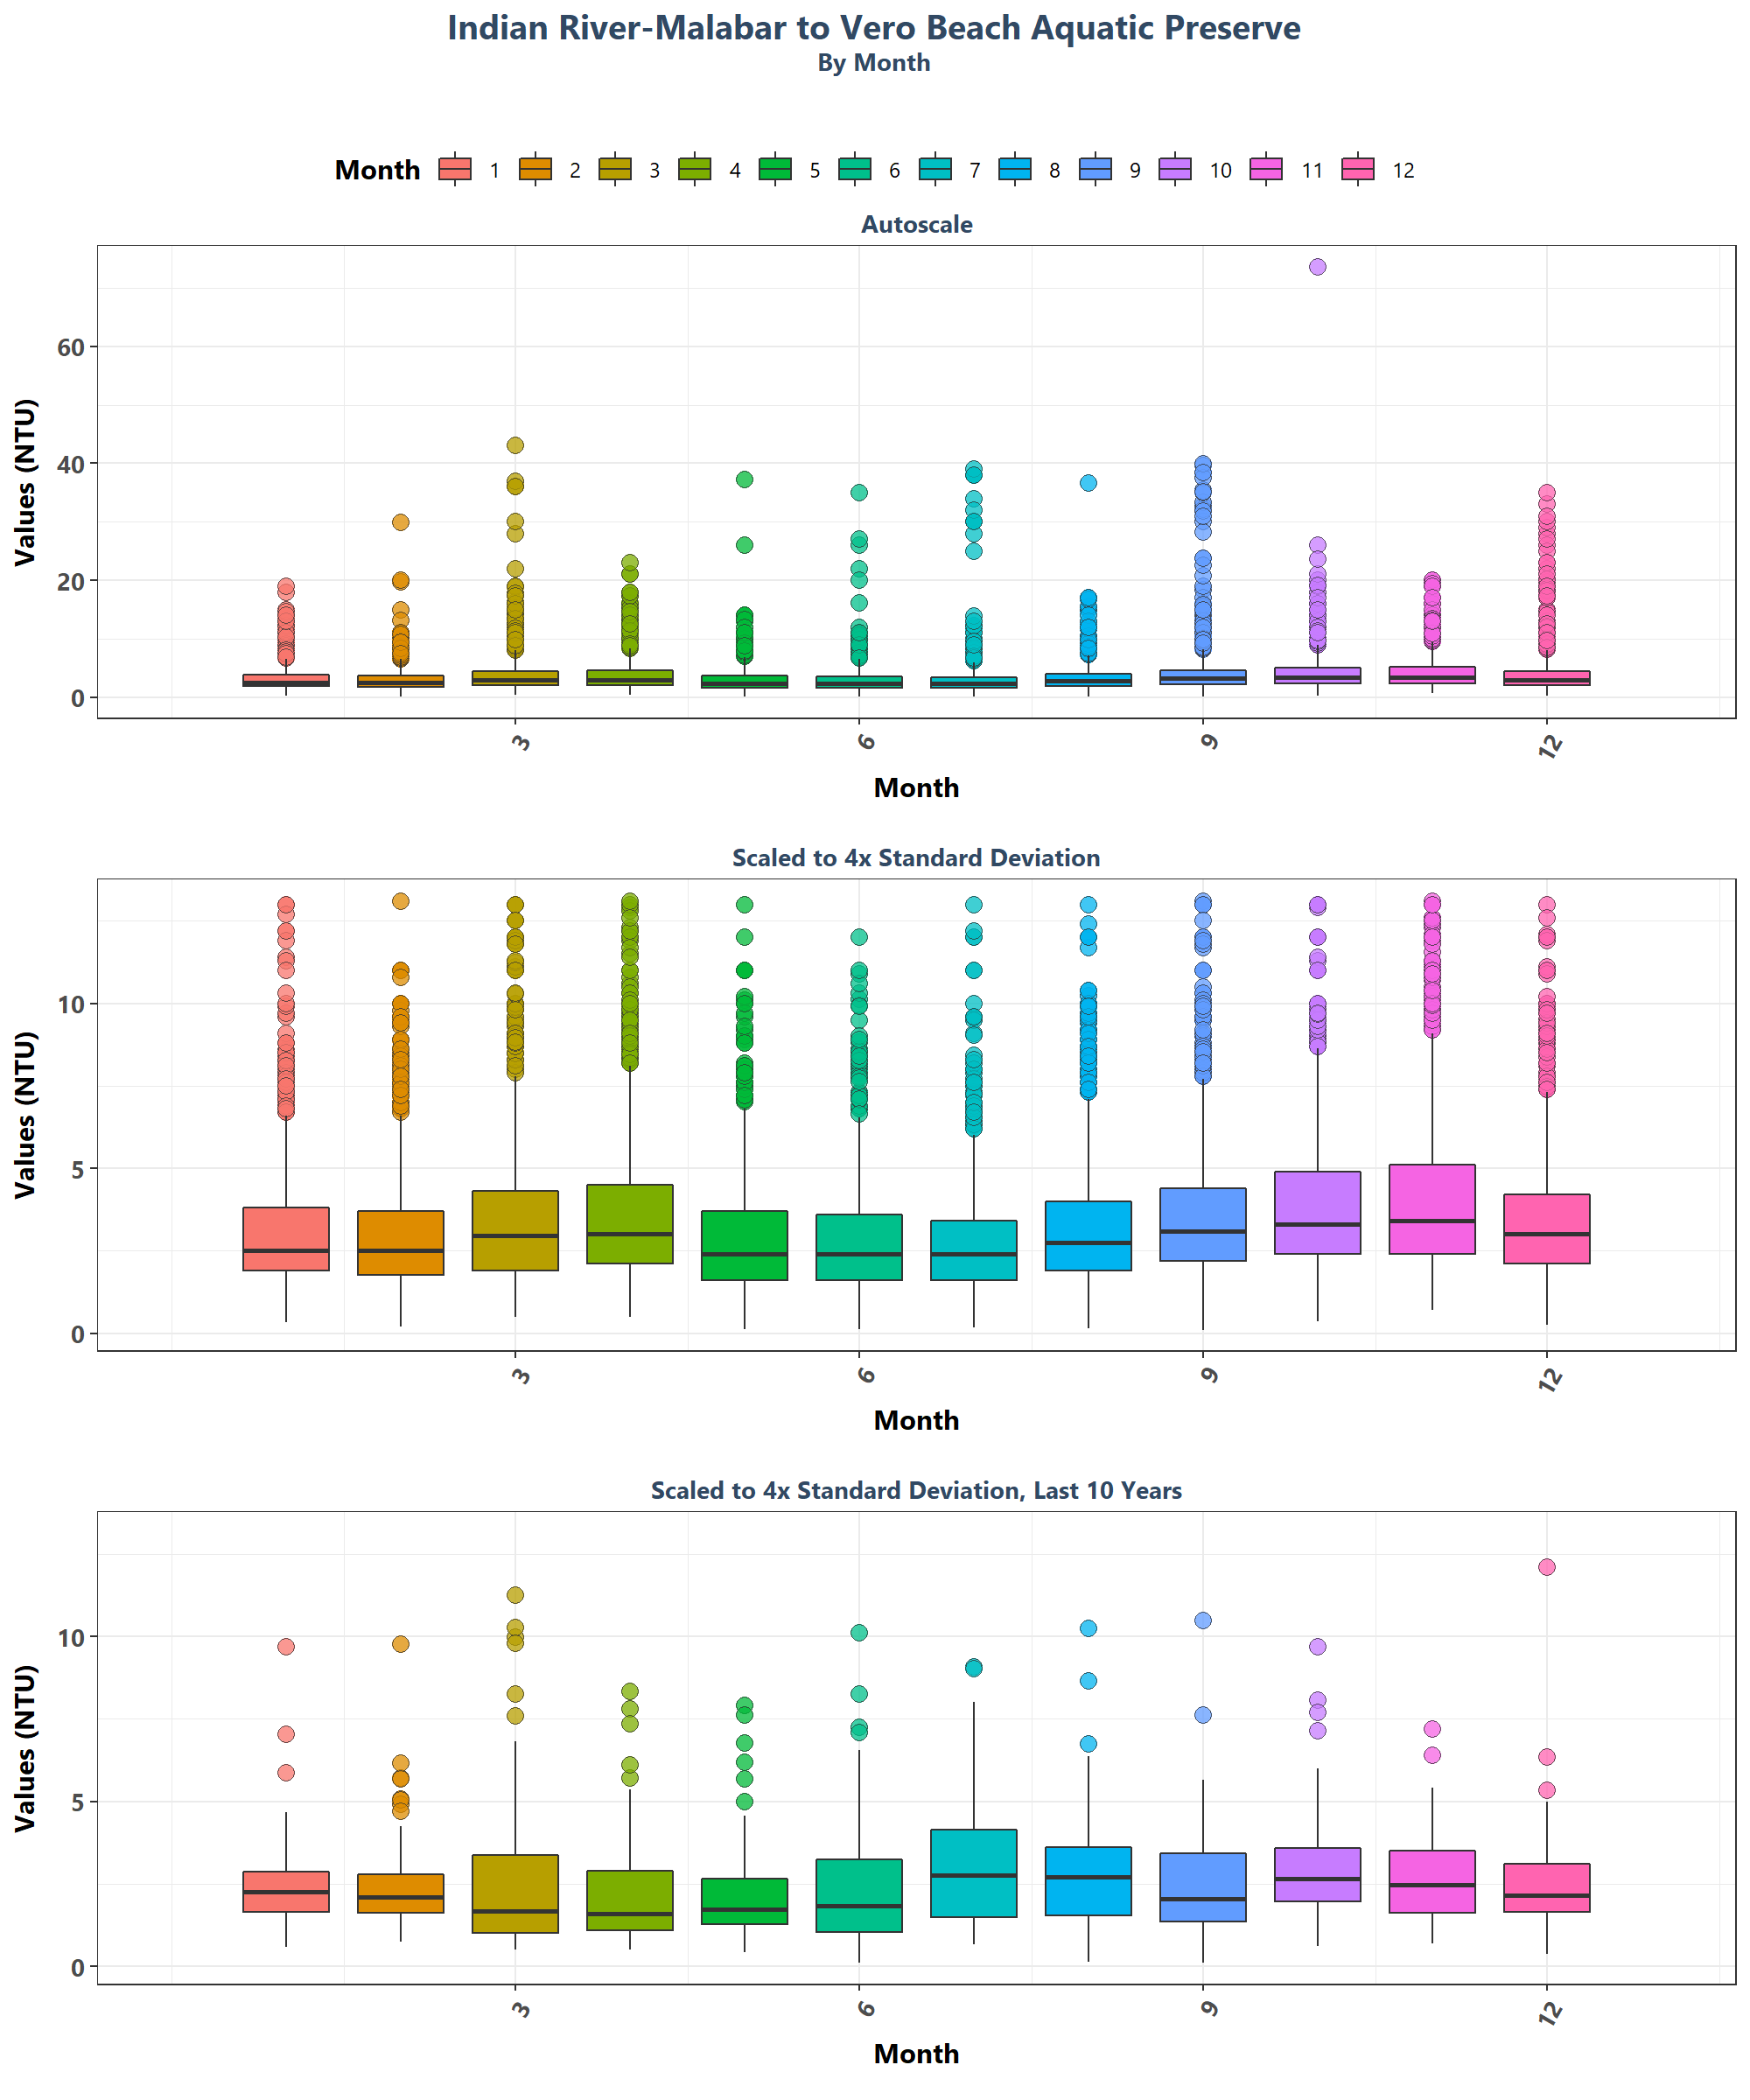 Indian River-Malabar to Vero Beach Aquatic Preserve
By Month
Month 1 2 3 4 5 6 7 8 9 10 11 12
Autoscale
Values (NTU)
60
40
20
0
3 6 9 12
Month
Scaled to 4x Standard Deviation
Values (NTU)
10
5
0
3 6 9 12
Month
Scaled to 4x Standard Deviation, Last 10 Years
Values (NTU)
10
5
0
3 6 9 12
Month